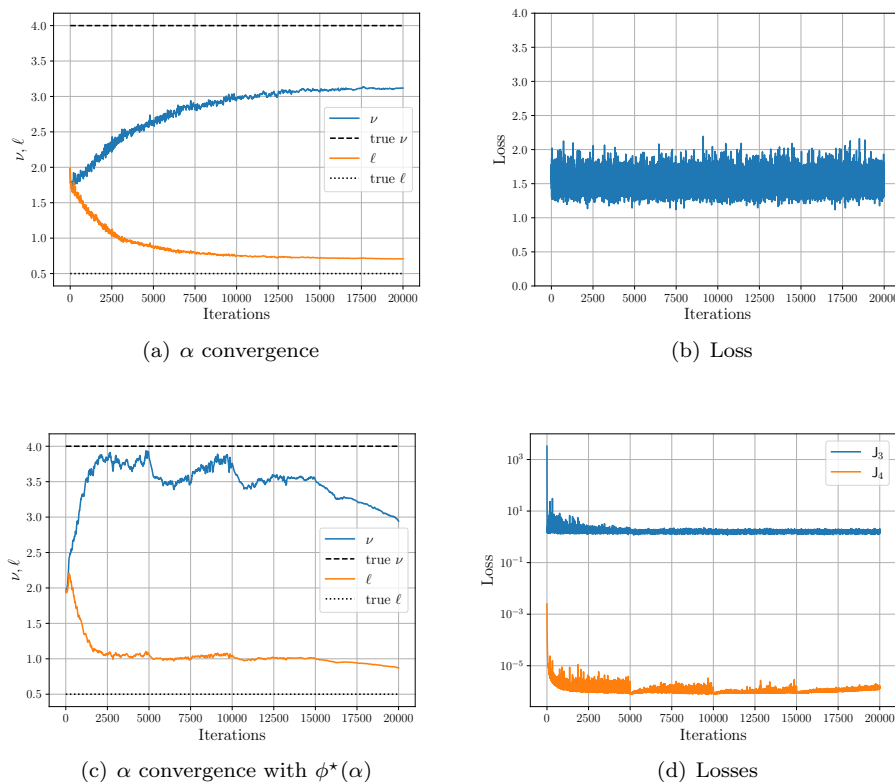 4.0
3.5
3.0
2.5
2.0
1.5
1.0
0.5
ν, ℓ
ν
true ν
ℓ
true ℓ
0 2500 5000 7500 10000 12500 15000 17500 20000
Iterations
(a) α convergence
4.0
3.5
3.0
2.5
2.0
1.5
1.0
0.5
0.0
Loss
0 2500 5000 7500 10000 12500 15000 17500 20000
Iterations
(b) Loss
4.0
3.5
3.0
2.5
2.0
1.5
1.0
0.5
ν, ℓ
ν
true ν
ℓ
true ℓ
0 2500 5000 7500 10000 12500 15000 17500 20000
Iterations
(c) α convergence with ϕ⋆(α)
10³
10¹
10⁻¹
10⁻³
10⁻⁵
Loss
J₃
J₄
0 2500 5000 7500 10000 12500 15000 17500 20000
Iterations
(d) Losses